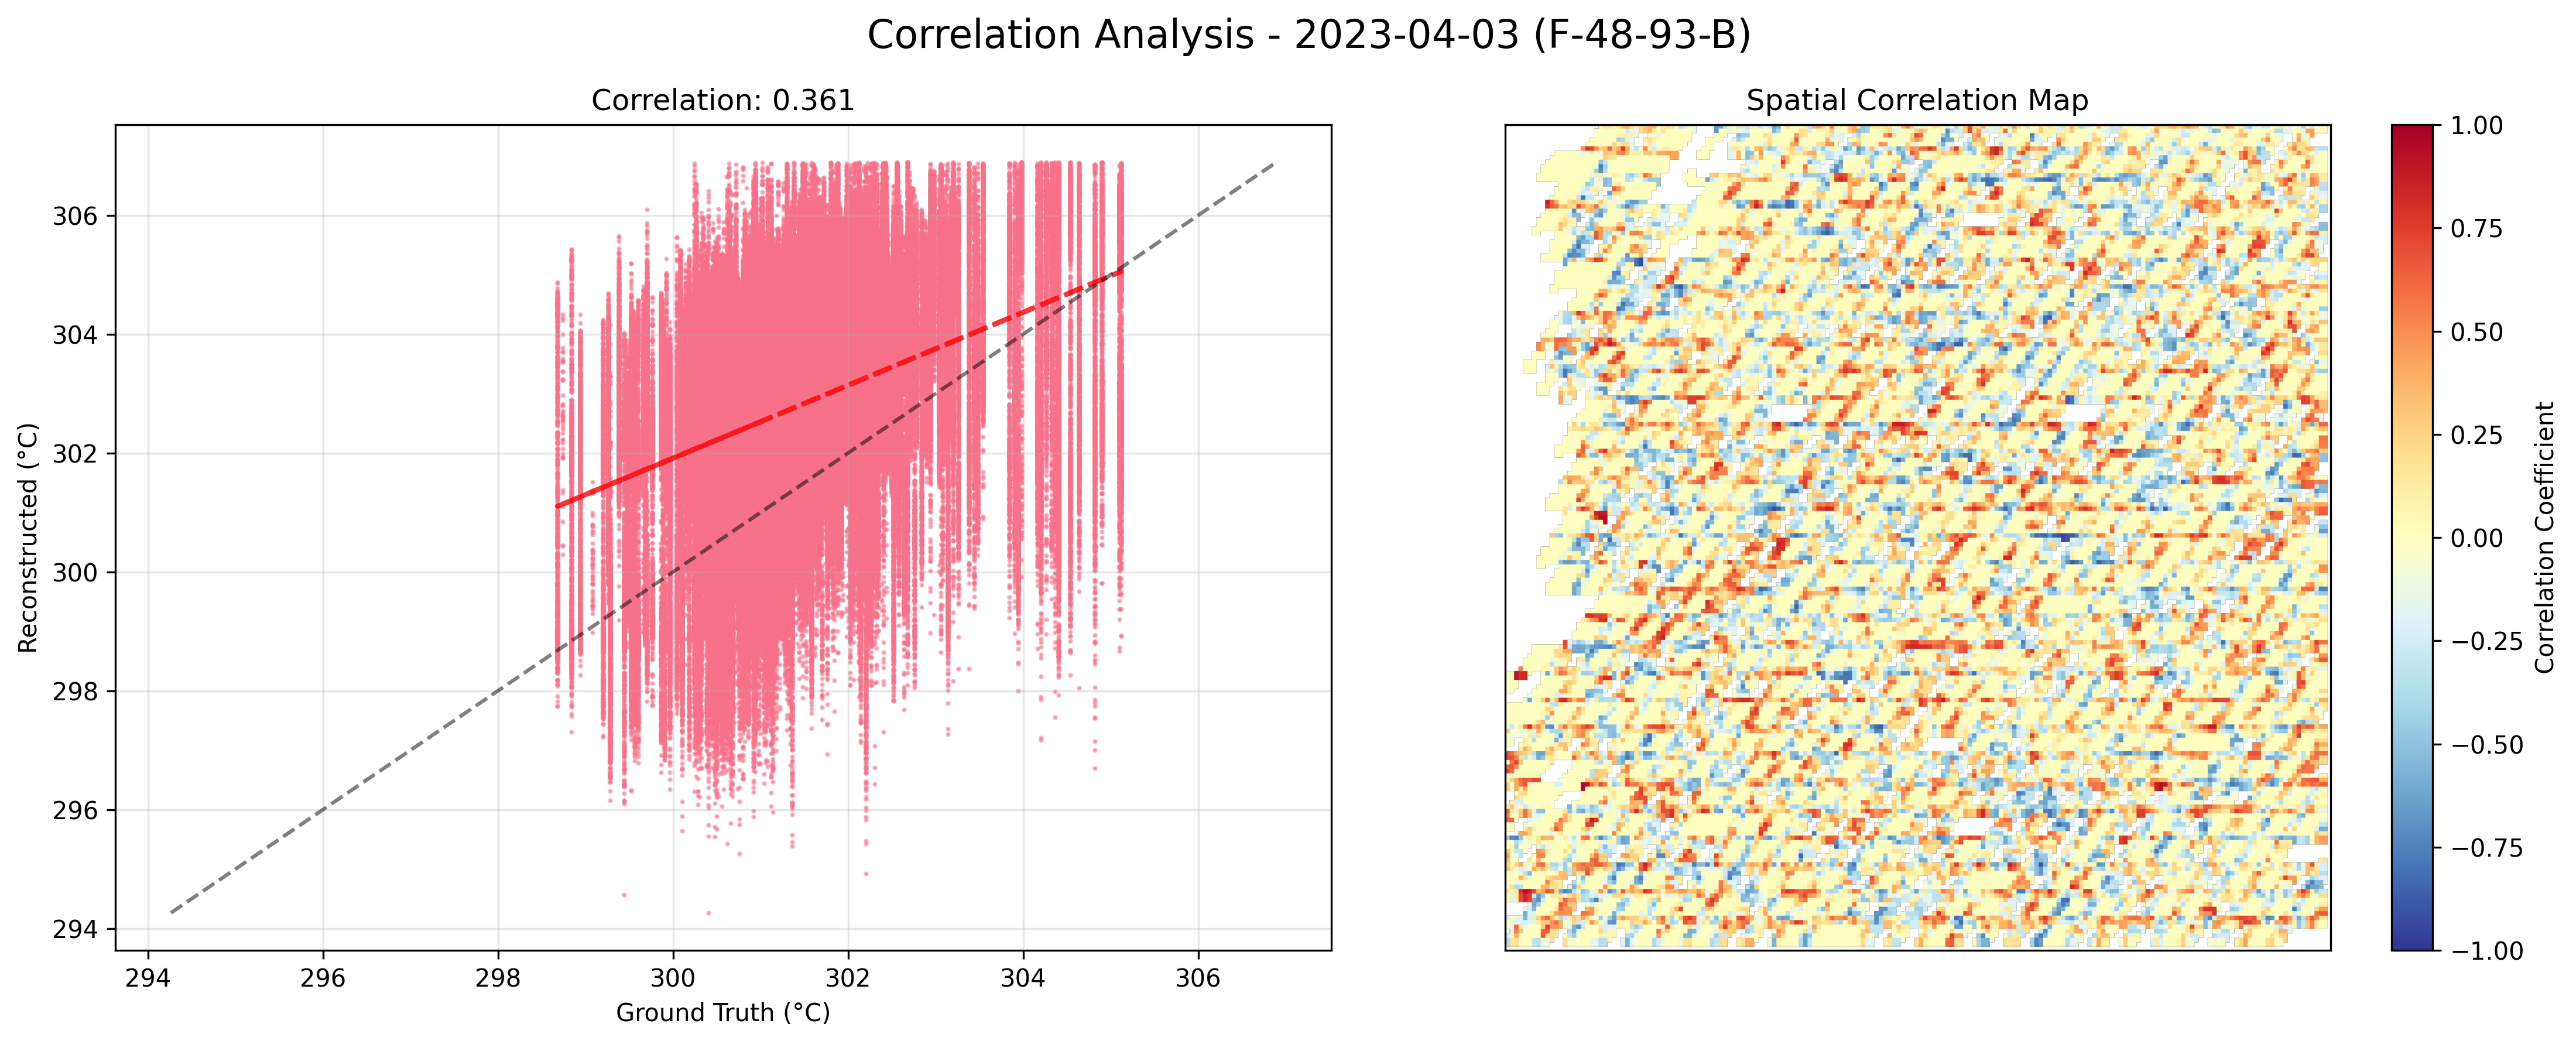 Correlation Analysis - 2023-04-03 (F-48-93-B)
Correlation: 0.361
306
304
302
300
298
296
294
Reconstructed (°C)
294 296 298 300 302 304 306
Ground Truth (°C)
Spatial Correlation Map
1.00
0.75
0.50
0.25
0.00
−0.25
−0.50
−0.75
−1.00
Correlation Coefficient